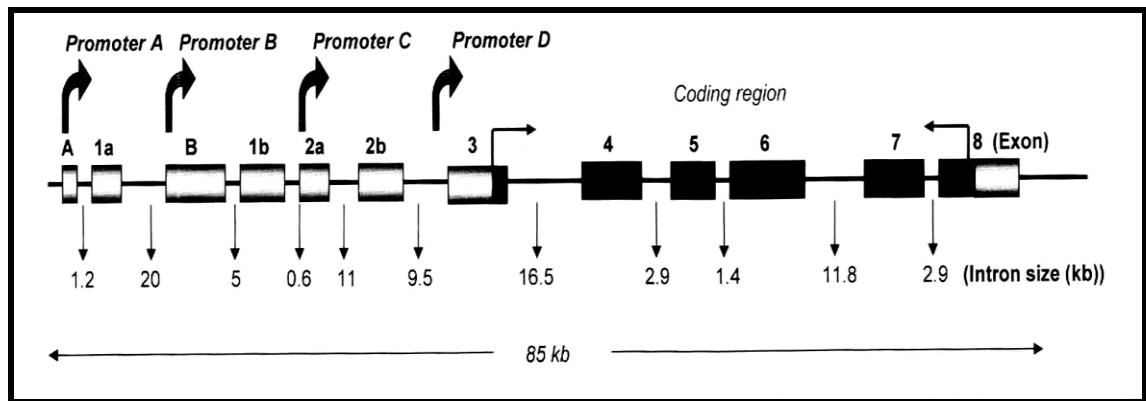 Promoter A Promoter B Promoter C Promoter D
Coding region
A 1a B 1b 2a 2b 3 4 5 6 7 8 (Exon)
1.2 20 5 0.6 11 9.5 16.5 2.9 1.4 11.8 2.9 (Intron size (kb))
85 kb